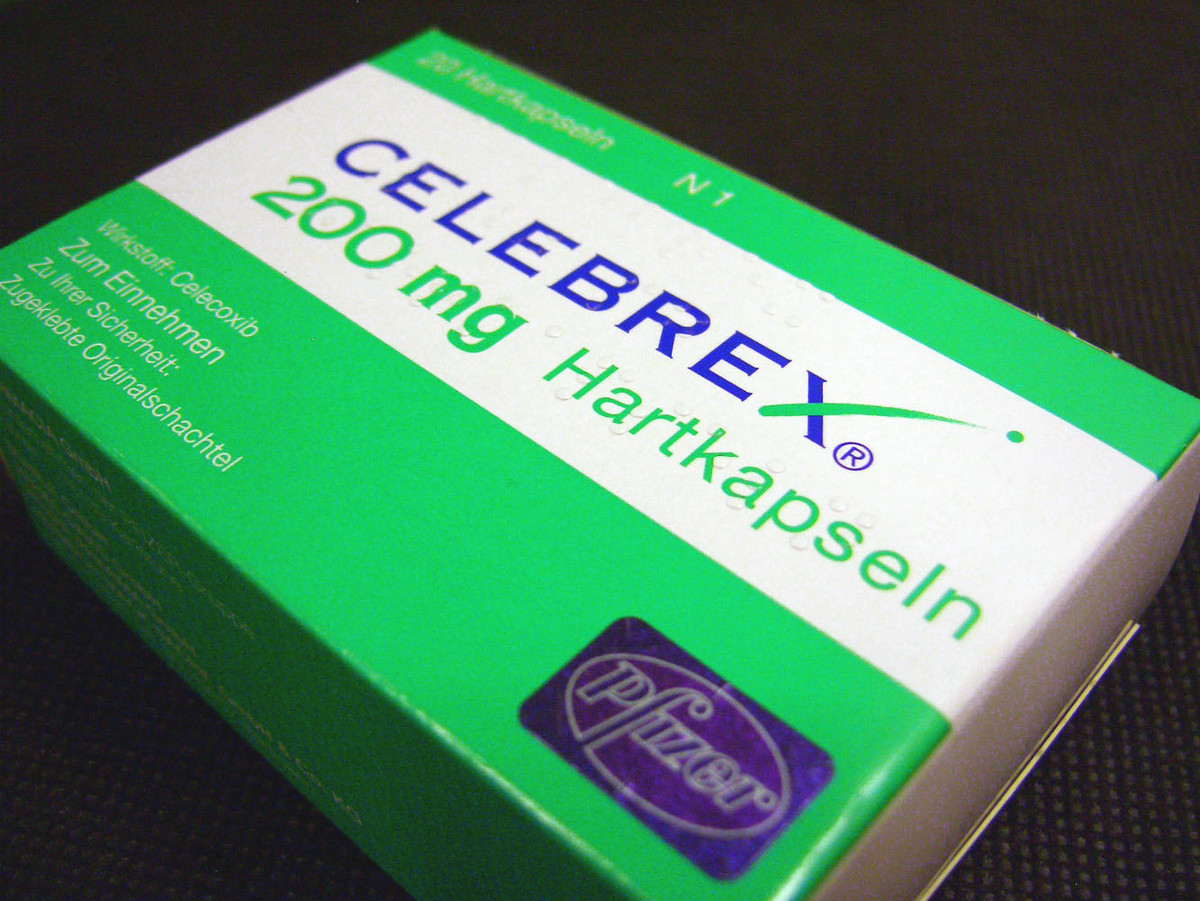 20 Hartkapseln N 1
CELEBREX®
200 mg Hartkapseln
Wirkstoff: Celecoxib
Zum Einnehmen
Zu Ihrer Sicherheit:
Zugeklebte Originalschachtel
Pfizer